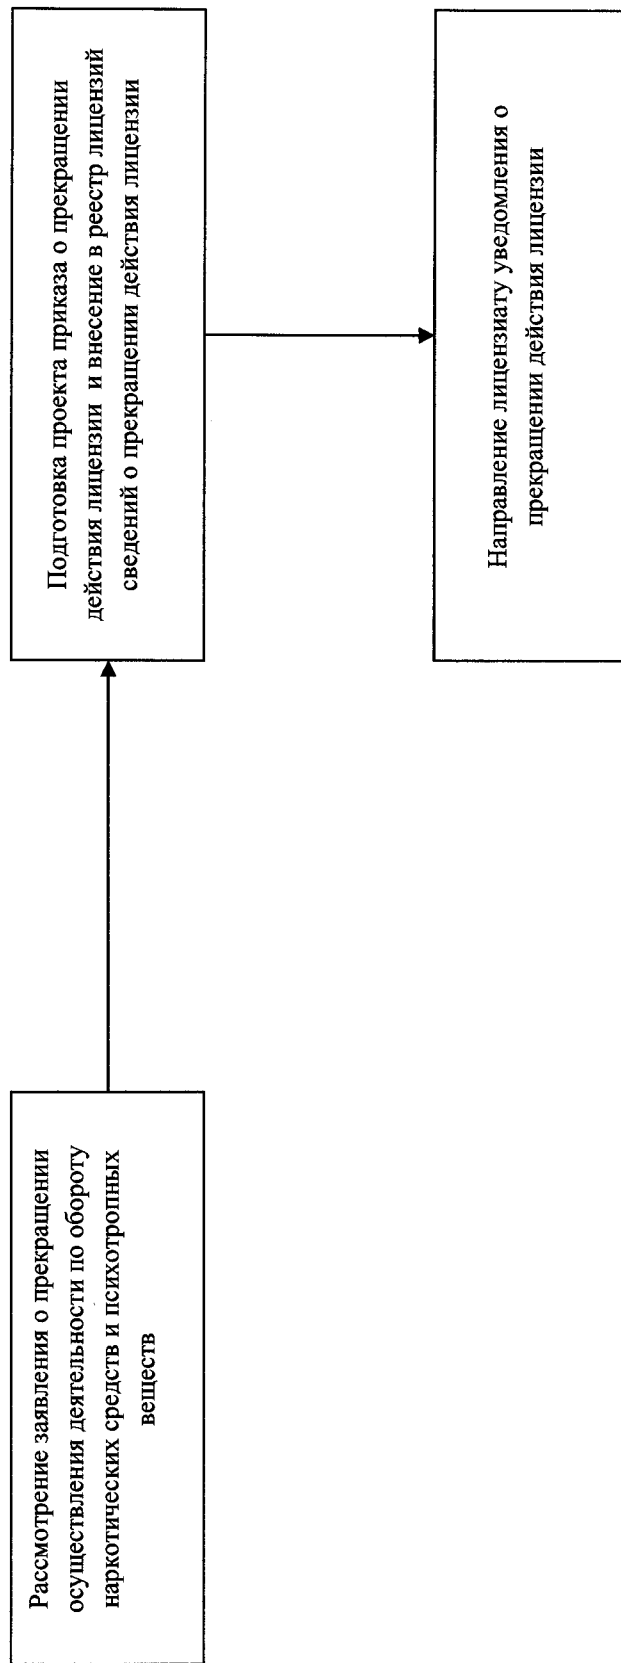 Рассмотрение заявления о прекращении
осуществления деятельности по обороту
наркотических средств и психотропных
веществ
Подготовка проекта приказа о прекращении
действия лицензии и внесение в реестр лицензий
сведений о прекращении действия лицензии
Направление лицензиату уведомления о
прекращении действия лицензии